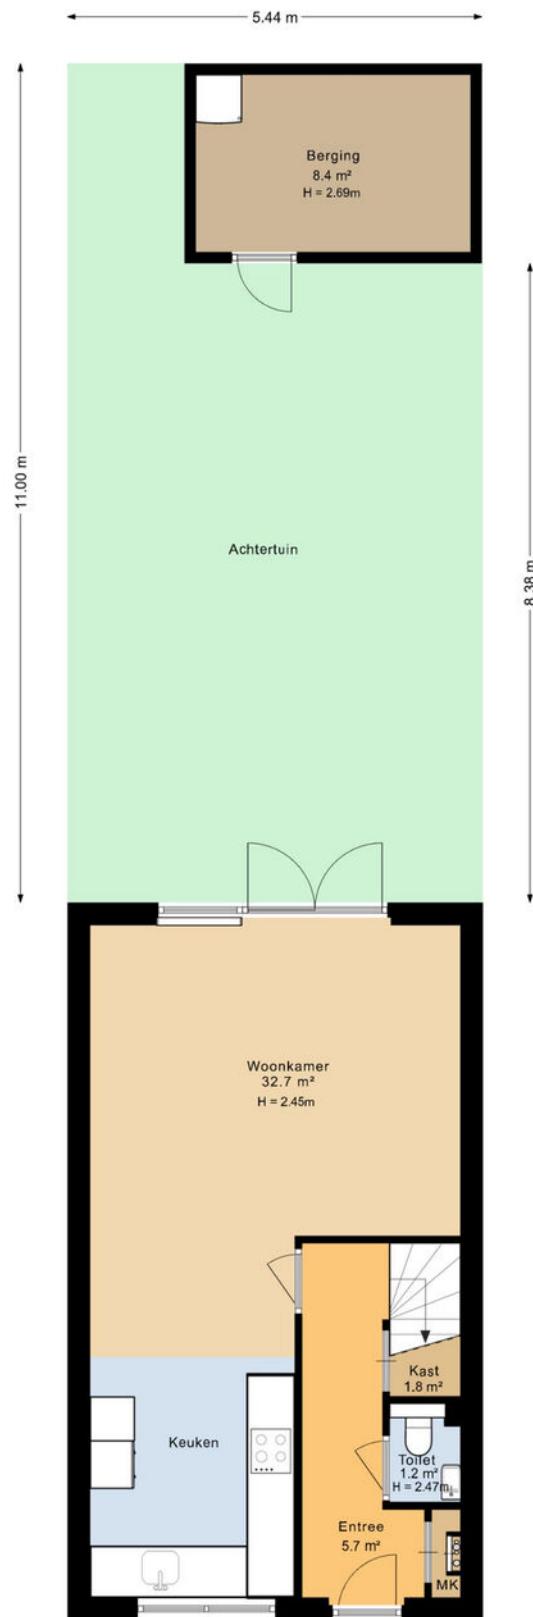 5.44 m
Berging
8.4 m²
H = 2.69m
11.00 m
8.38 m
Achtertuin
Woonkamer
32.7 m²
H = 2.45m
Kast
1.8 m²
Keuken
Toilet
1.2 m²
H = 2.47m
Entree
5.7 m²
MK